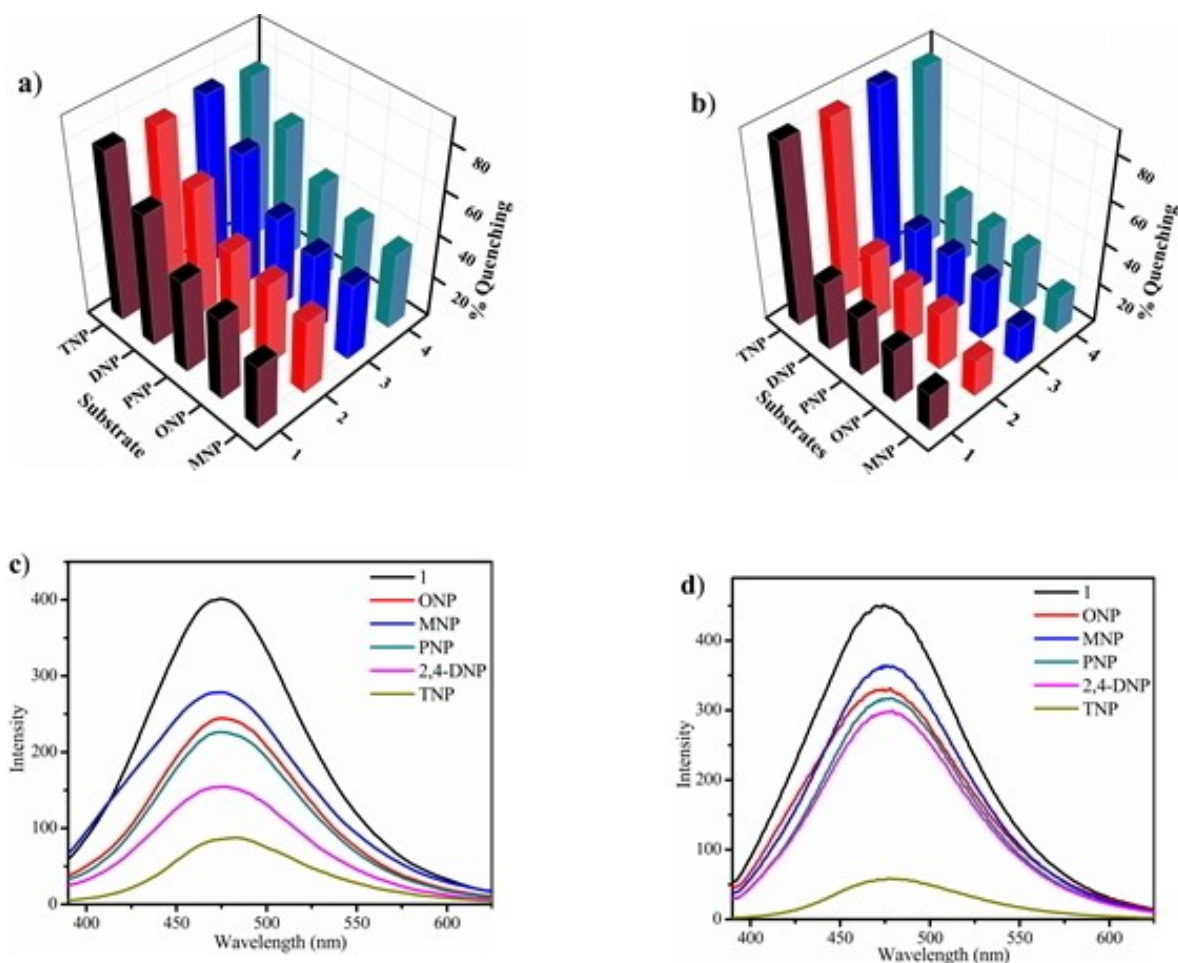 a)
80
60
40
20
% Quenching
TNP
DNP
PNP
ONP
MNP
Substrate
1
2
3
4
b)
80
60
40
20
% Quenching
TNP
DNP
PNP
ONP
MNP
Substrates
1
2
3
4
c)
400
300
200
100
0
Intensity
1
ONP
MNP
PNP
2,4-DNP
TNP
400 450 500 550 600
Wavelength (nm)
d)
400
300
200
100
0
Intensity
1
ONP
MNP
PNP
2,4-DNP
TNP
400 450 500 550 600
Wavelength (nm)